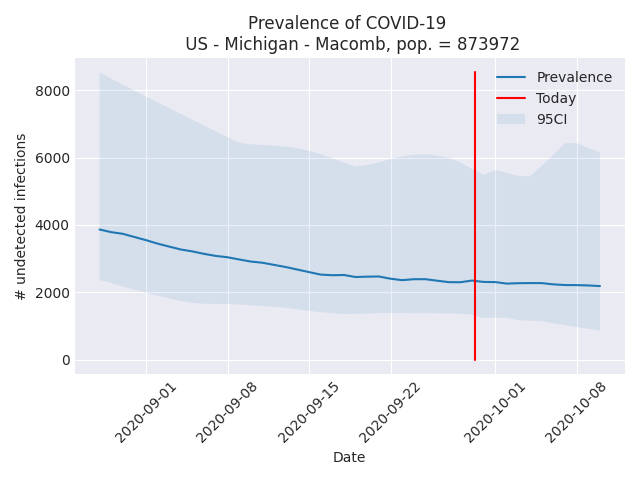 Prevalence of COVID-19
US - Michigan - Macomb, pop. = 873972
Prevalence
Today
95CI
# undetected infections
8000
6000
4000
2000
0
2020-09-01
2020-09-08
2020-09-15
2020-09-22
2020-10-01
2020-10-08
Date